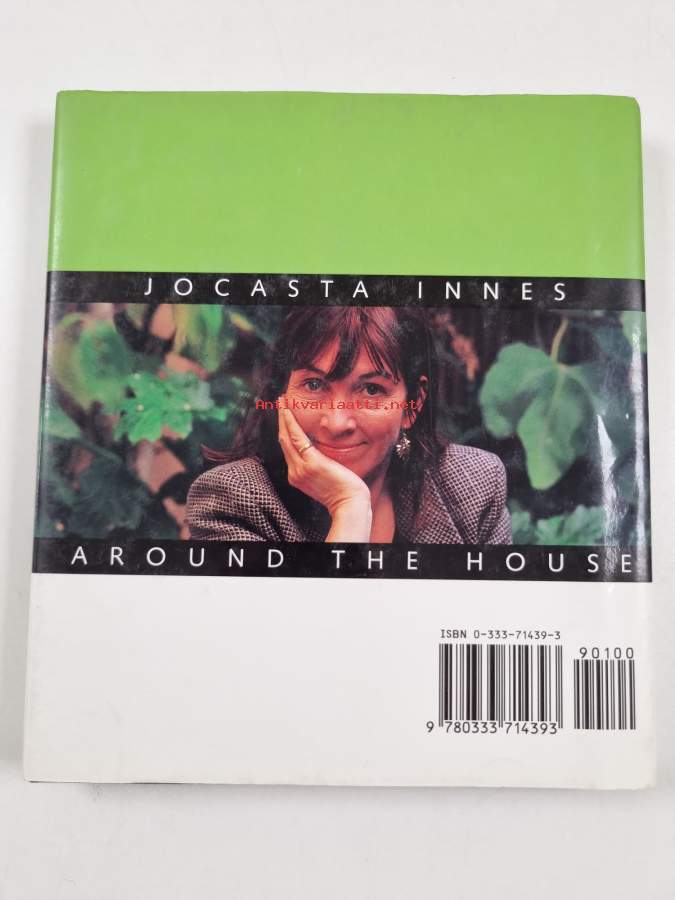 JOCASTA INNES
Antikvariaatti.net
AROUND THE HOUSE
ISBN 0-333-71439-3
90100
9 780333 714393